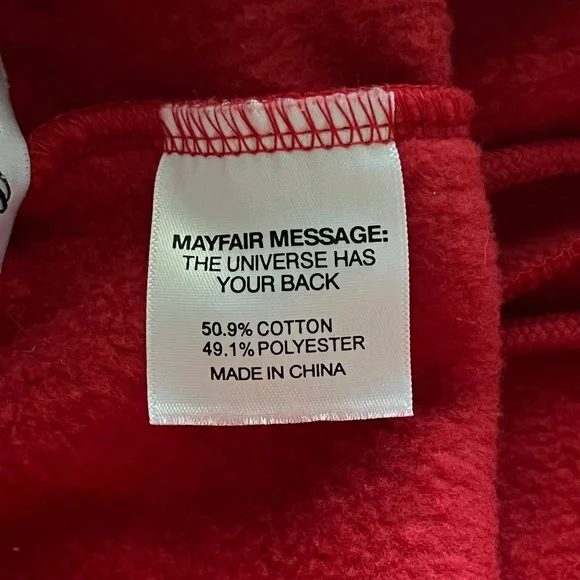 MAYFAIR MESSAGE:
THE UNIVERSE HAS
YOUR BACK
50.9% COTTON
49.1% POLYESTER
MADE IN CHINA